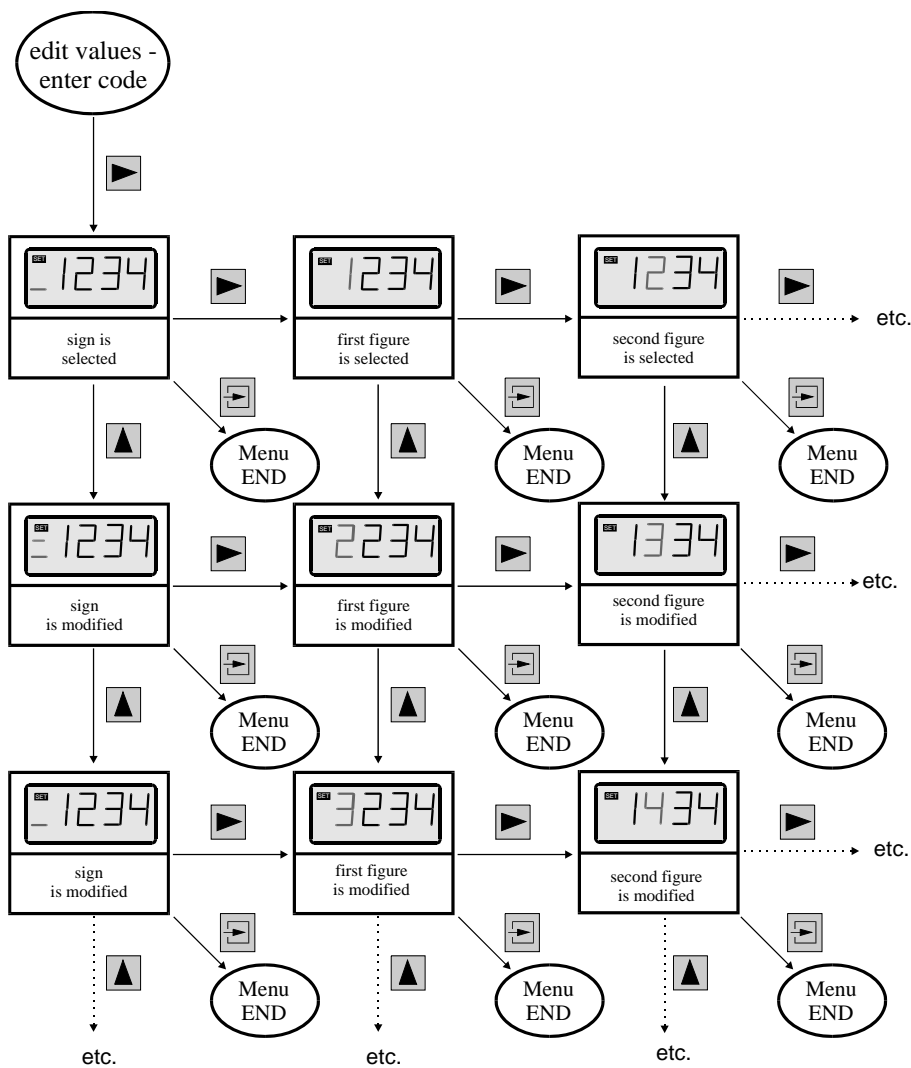 edit values -
enter code
SET
_ 1234
sign is
selected
SET
1234
first figure
is selected
SET
1234
second figure
is selected
etc.
Menu
END
Menu
END
Menu
END
SET
1234
sign
is modified
SET
2234
first figure
is modified
SET
1334
second figure
is modified
etc.
Menu
END
Menu
END
Menu
END
SET
_ 1234
sign
is modified
SET
3234
first figure
is modified
SET
1434
second figure
is modified
etc.
Menu
END
Menu
END
Menu
END
etc.
etc.
etc.